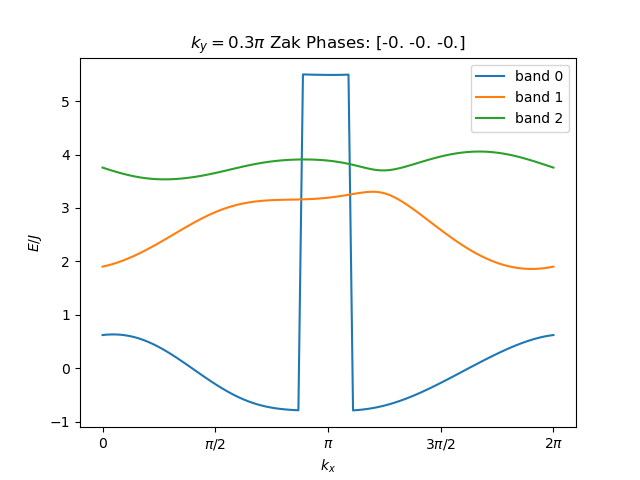 $k_y = 0.3\pi$ Zak Phases: [-0. -0. -0.]
E/J
5
4
3
2
1
0
−1
band 0
band 1
band 2
0
π/2
π
3π/2
2π
$k_x$